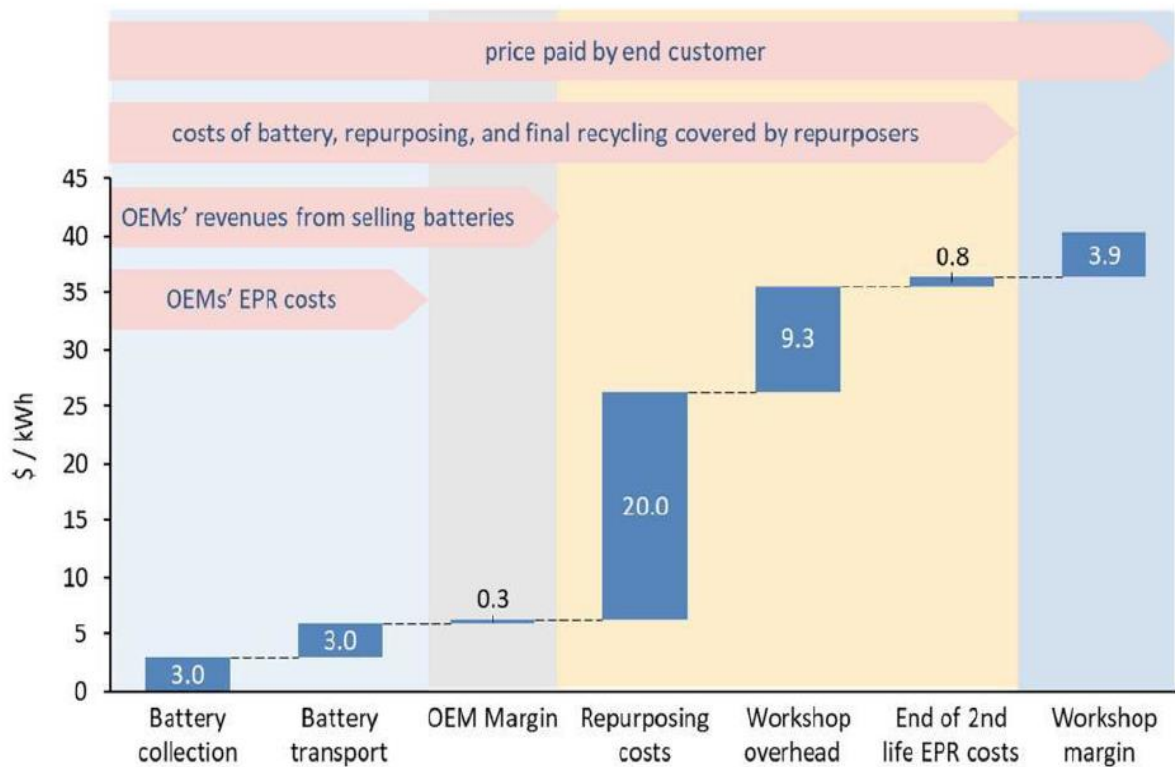 price paid by end customer
costs of battery, repurposing, and final recycling covered by repurposers
OEMs' revenues from selling batteries
OEMs' EPR costs
$ / kWh
45
40
35
30
25
20
15
10
5
0
3.0
3.0
0.3
20.0
9.3
0.8
3.9
Battery
collection
Battery
transport
OEM Margin
Repurposing
costs
Workshop
overhead
End of 2nd
life EPR costs
Workshop
margin